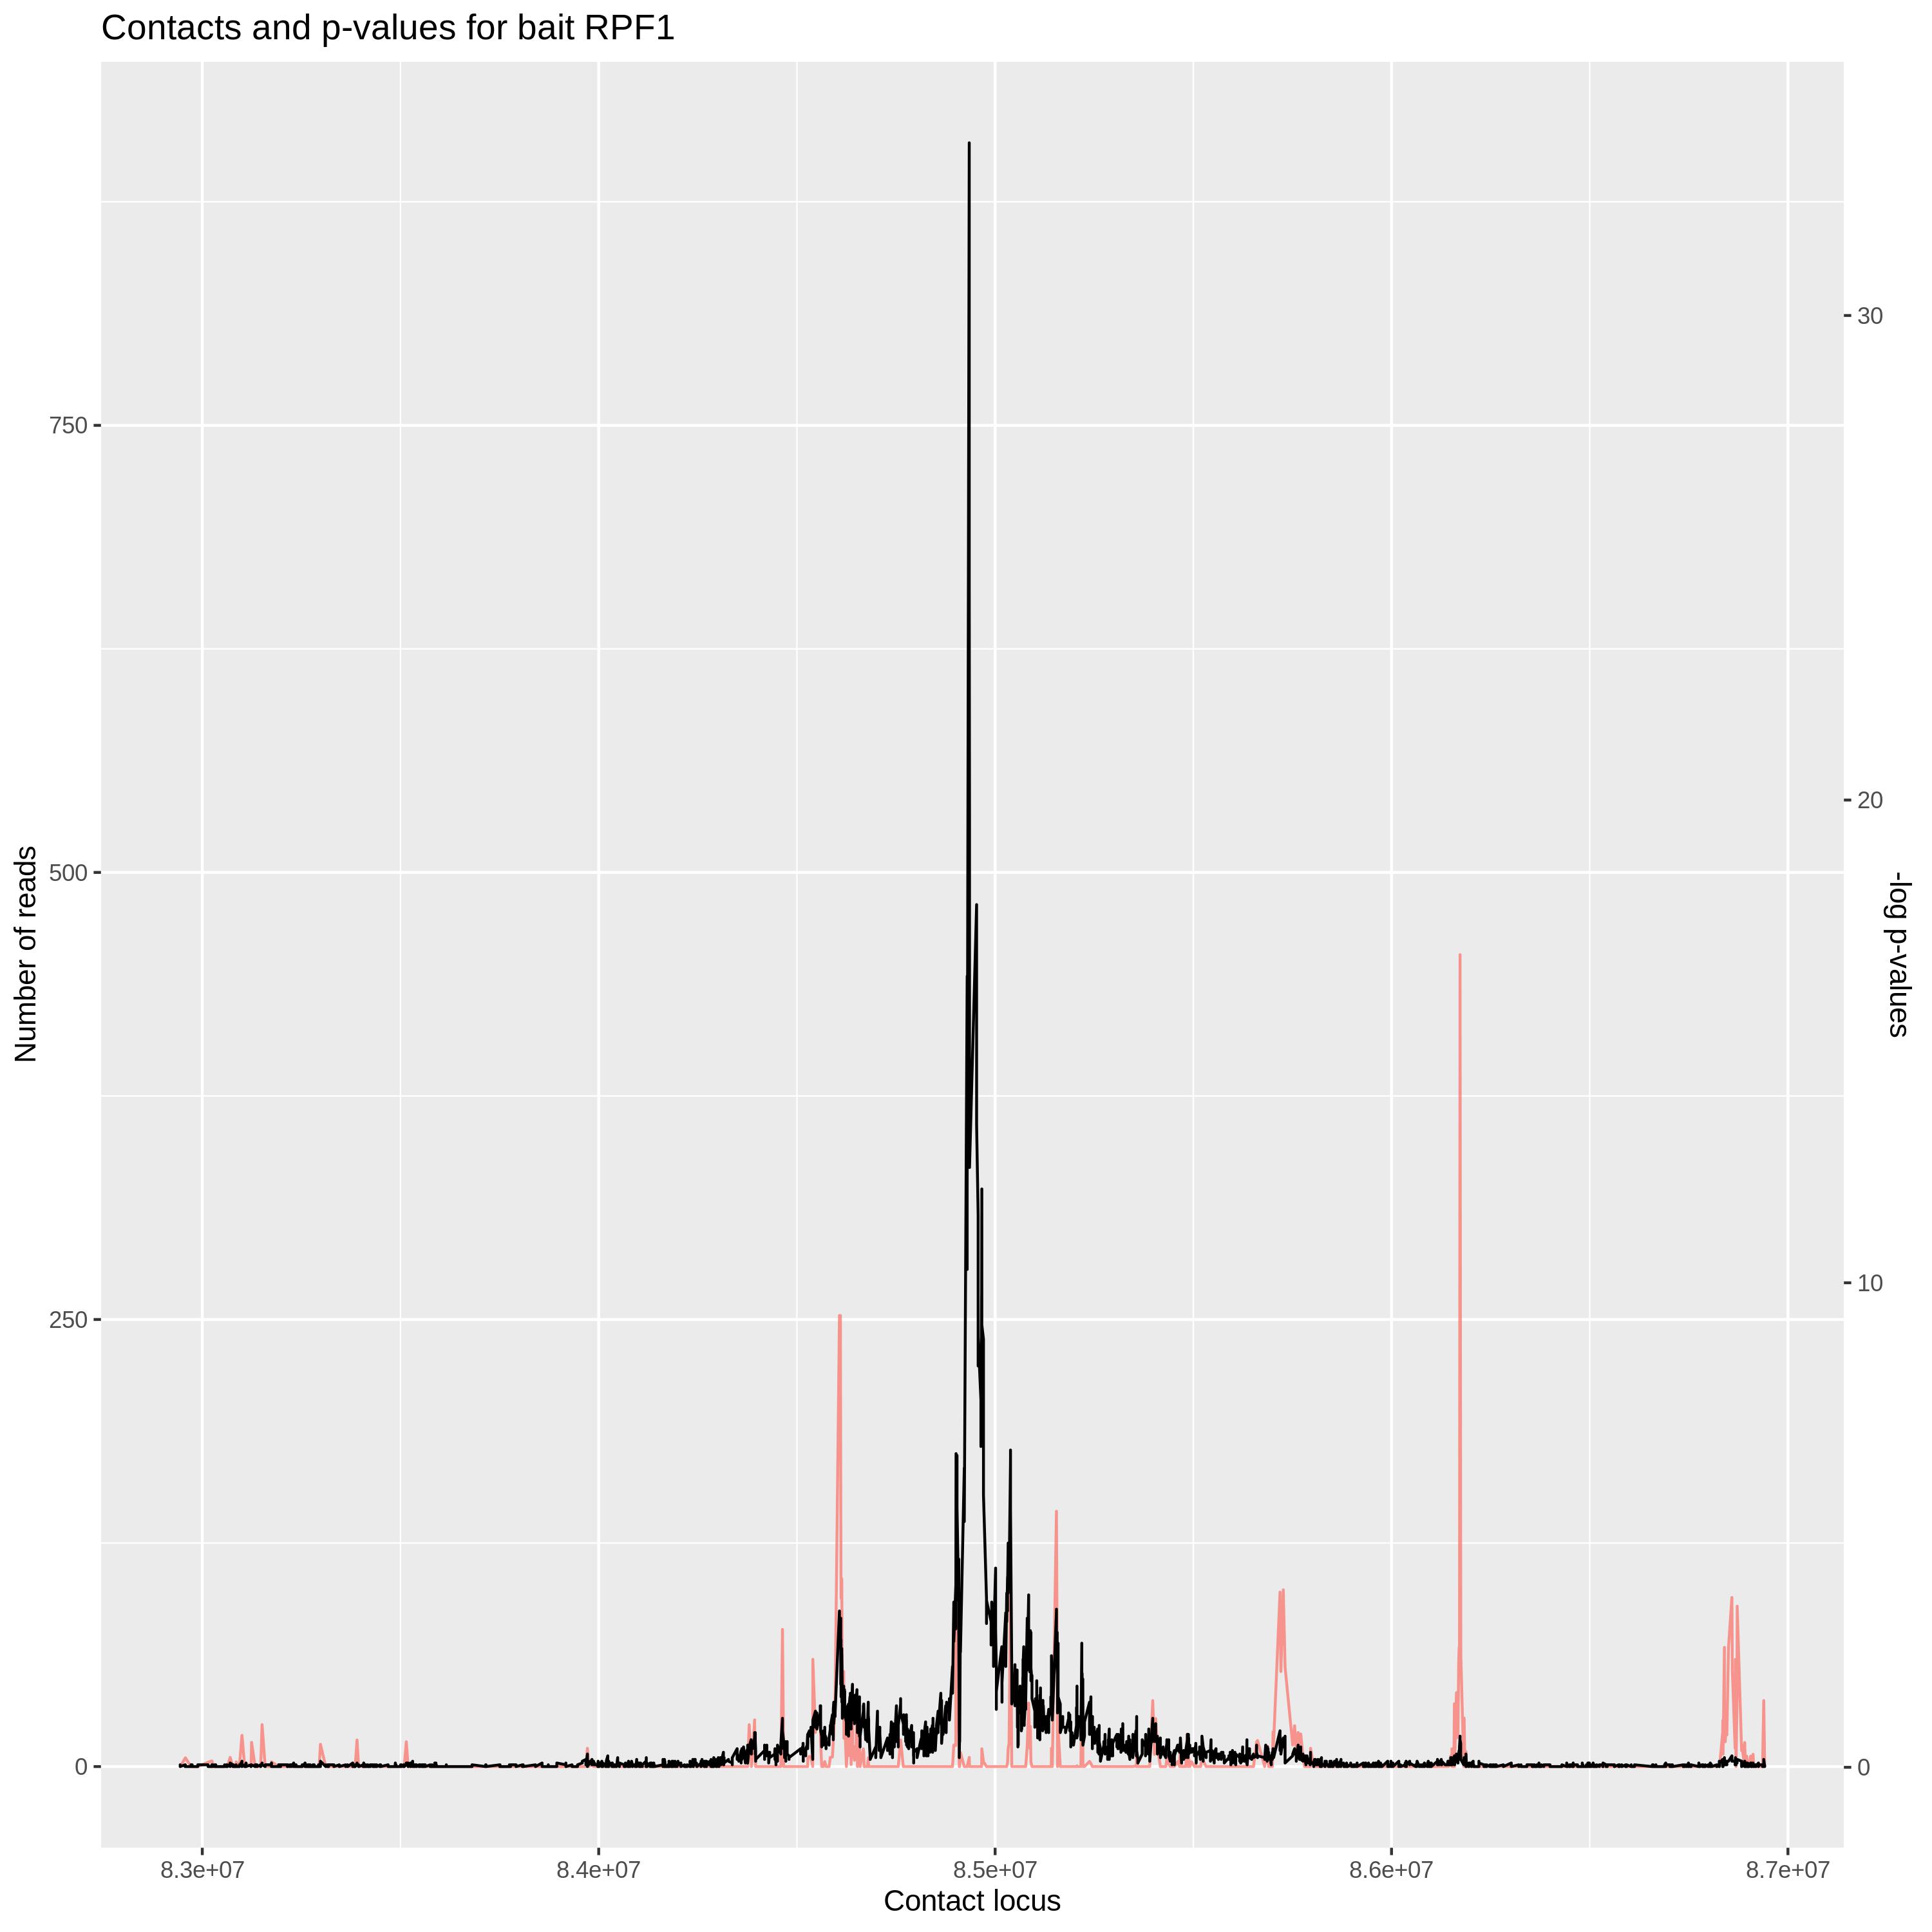 Contacts and p-values for bait RPF1
Number of reads
750
500
250
0
30
20
10
0
-log p-values
8.3e+07
8.4e+07
8.5e+07
8.6e+07
8.7e+07
Contact locus